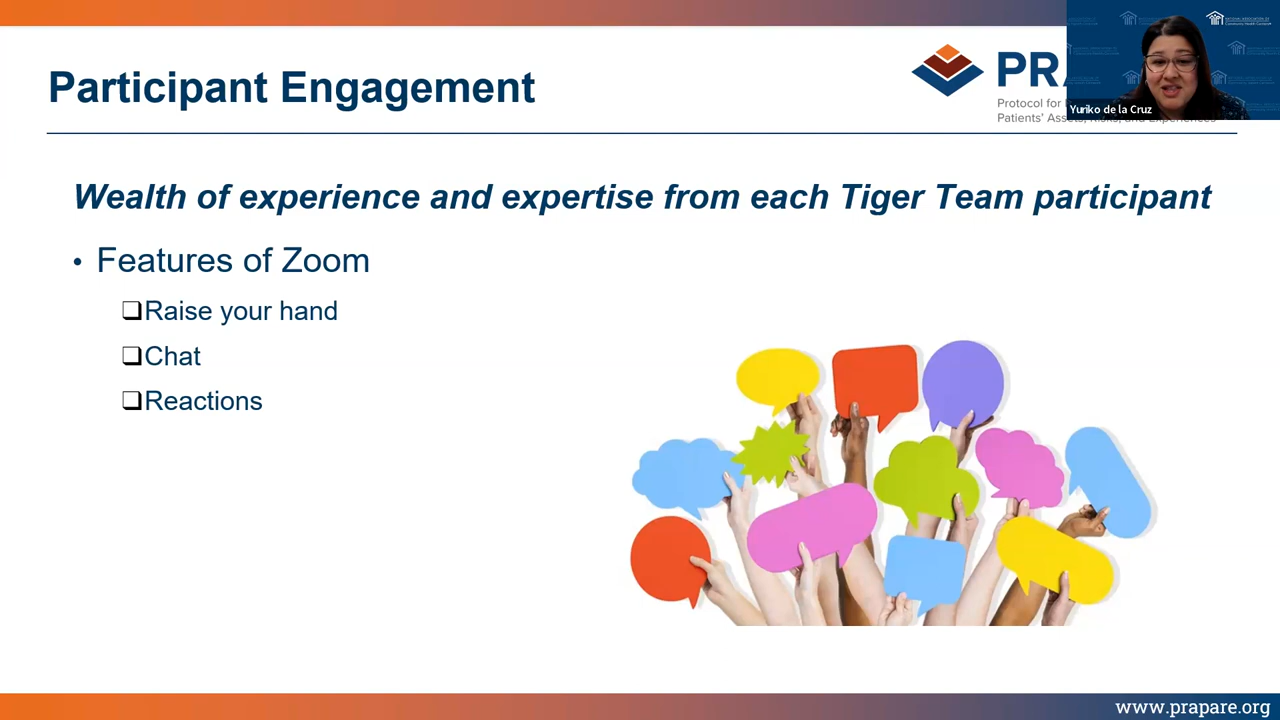 Participant Engagement
PRA
Protocol for
Patients' Assets, Risks, and Experiences
Yuriko de la Cruz
Wealth of experience and expertise from each Tiger Team participant
• Features of Zoom
❑Raise your hand
❑Chat
❑Reactions
www.prapare.org